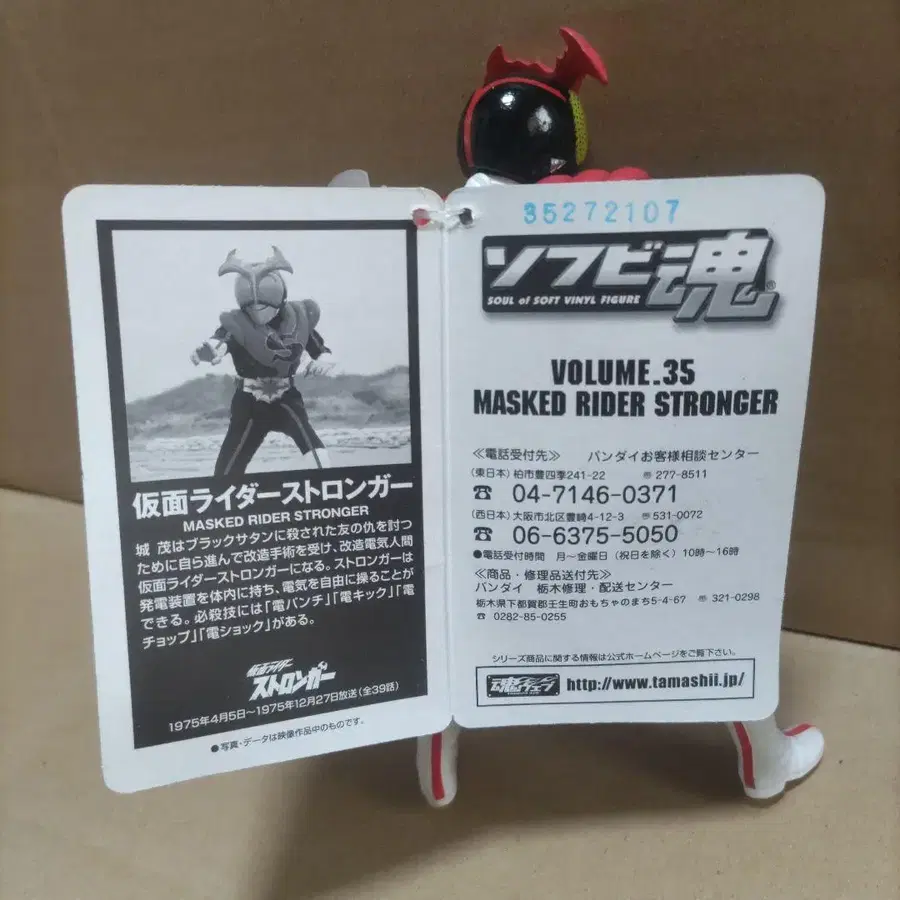 仮面ライダーストロンガー
MASKED RIDER STRONGER
城 茂はブラックサタンに殺された友の仇を討つ
ために自ら進んで改造手術を受け、改造電気人間
仮面ライダーストロンガーになる。ストロンガーは
発電装置を体内に持ち、電気を自由に操ることが
できる。必殺技には「電パンチ」「電キック」「電
チョップ」「電ショック」がある。
仮面ライダー
ストロンガー
1975年4月5日～1975年12月27日放送(全39話)
●写真・データは映像作品中のものです。
35272107
ソフビ魂®
SOUL of SOFT VINYL FIGURE
VOLUME.35
MASKED RIDER STRONGER
≪電話受付先≫ バンダイお客様相談センター
(東日本) 柏市豊四季241-22 〠277-8511
☎ 04-7146-0371
(西日本) 大阪市北区豊崎4-12-3 〠531-0072
☎ 06-6375-5050
●電話受付時間 月～金曜日(祝日を除く)10時～16時
≪商品・修理品送付先≫
バンダイ 栃木修理・配送センター
栃木県下都賀郡壬生町おもちゃのまち5-4-67 〠321-0298
☎ 0282-85-0255
シリーズ商品に関する情報は公式ホームページをご覧下さい。
魂ウェブ http://www.tamashii.jp/